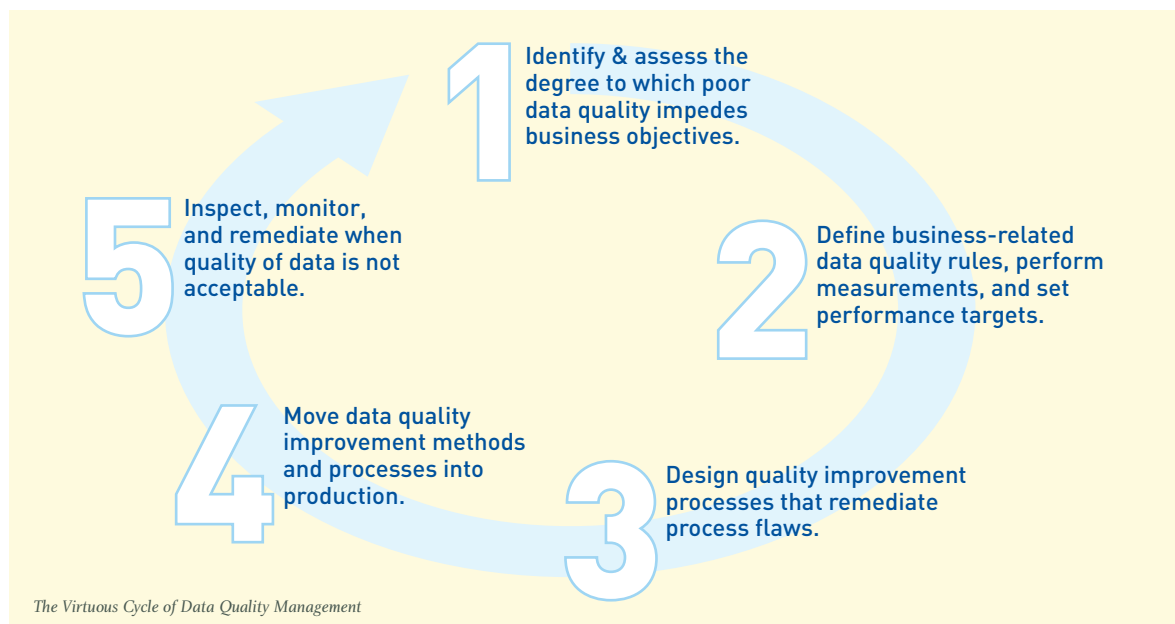 1
Identify & assess the
degree to which poor
data quality impedes
business objectives.
2
Define business-related
data quality rules, perform
measurements, and set
performance targets.
3
Design quality improvement
processes that remediate
process flaws.
4
Move data quality
improvement methods
and processes into
production.
5
Inspect, monitor,
and remediate when
quality of data is not
acceptable.
The Virtuous Cycle of Data Quality Management